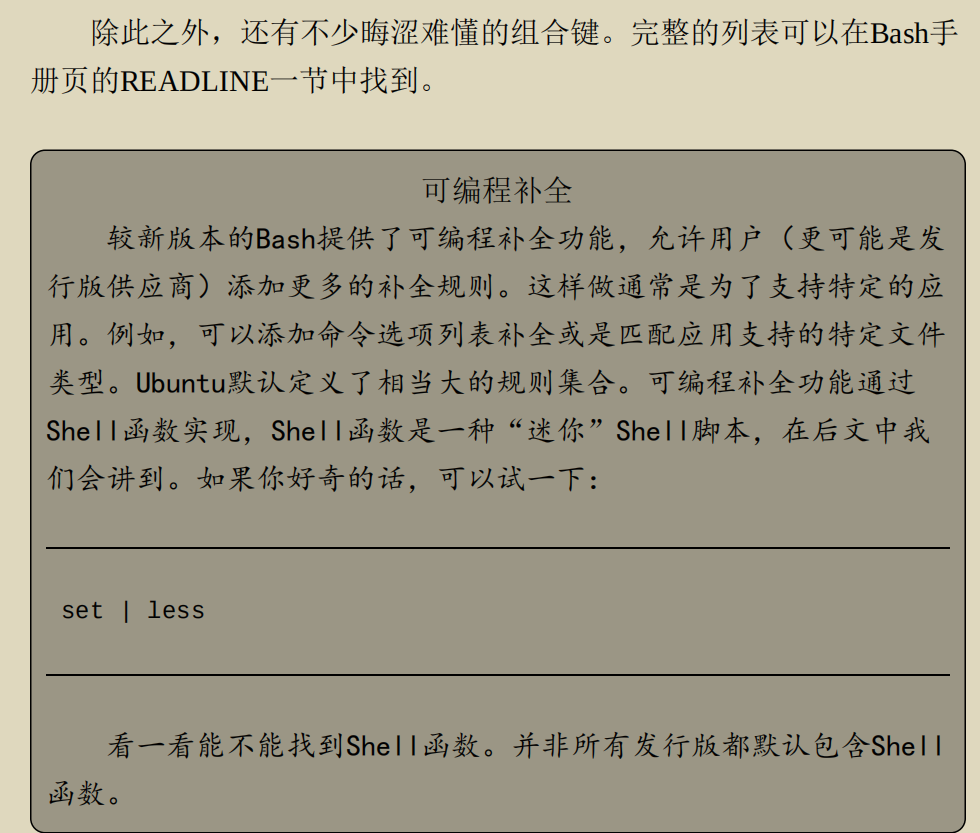 除此之外，还有不少晦涩难懂的组合键。完整的列表可以在Bash手
册页的READLINE一节中找到。
可编程补全
较新版本的Bash提供了可编程补全功能，允许用户（更可能是发
行版供应商）添加更多的补全规则。这样做通常是为了支持特定的应
用。例如，可以添加命令选项列表补全或是匹配应用支持的特定文件
类型。Ubuntu默认定义了相当大的规则集合。可编程补全功能通过
Shell函数实现，Shell函数是一种“迷你”Shell脚本，在后文中我
们会讲到。如果你好奇的话，可以试一下：
set | less
看一看能不能找到Shell函数。并非所有发行版都默认包含Shell
函数。